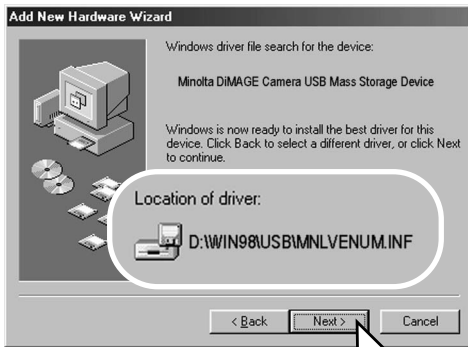 Add New Hardware Wizard
Windows driver file search for the device:
Minolta DiMAGE Camera USB Mass Storage Device
Windows is now ready to install the best driver for this
device. Click Back to select a different driver, or click Next
to continue.
Location of driver:
D:\WIN98\USB\MNLVENUM.INF
< Back
Next >
Cancel